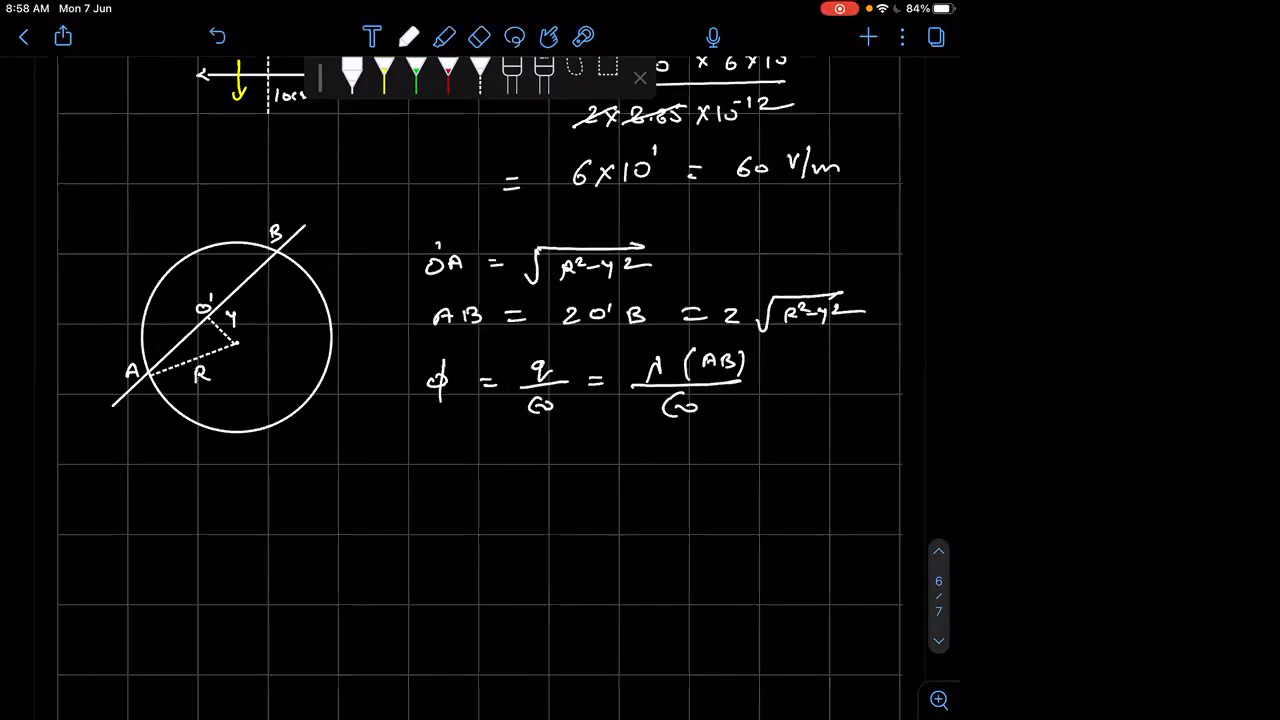 8:58 AM Mon 7 Jun
84%
T
x 6 x 10
2 x 8.85 x 10⁻¹²
= 6 x 10¹ = 60 V/m
B
O'
y
A
R
O'A = √R²-y²
AB = 2 O'B = 2 √R²-y²
ϕ = q/ϵ₀ = λ (AB)/ϵ₀
6
/
7